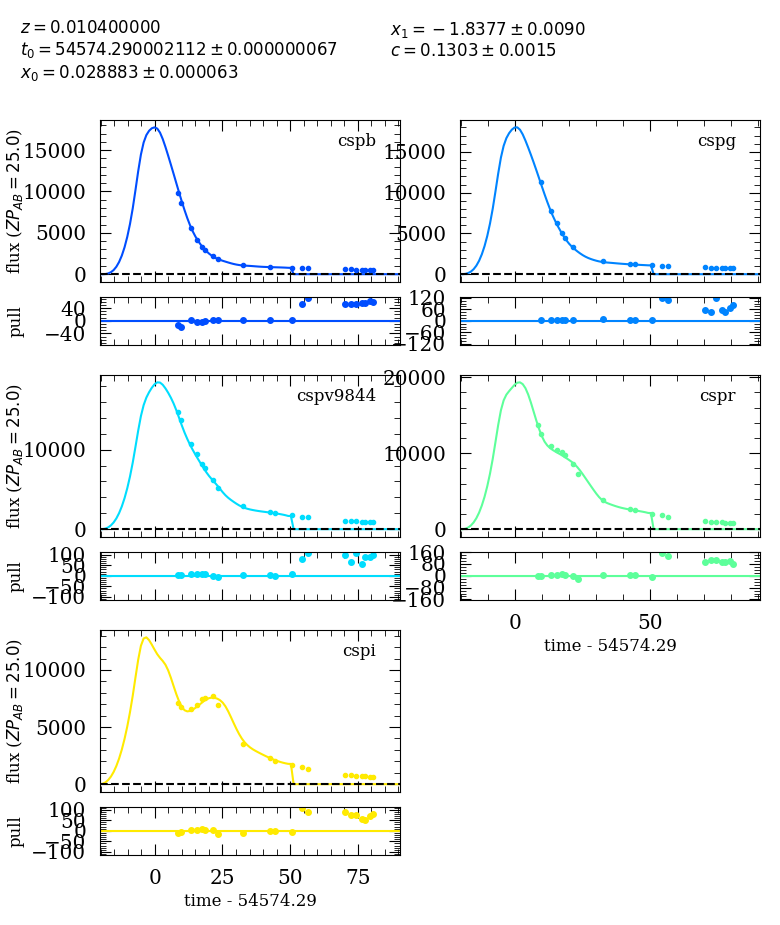 z = 0.010400000
t₀ = 54574.290002112 ± 0.000000067
x₀ = 0.028883 ± 0.000063
x₁ = −1.8377 ± 0.0090
c = 0.1303 ± 0.0015
flux (ZP_AB = 25.0)
15000
10000
5000
0
cspb
15000
10000
5000
0
cspg
pull
40
0
−40
120
60
0
−60
−120
flux (ZP_AB = 25.0)
10000
0
cspv9844
20000
10000
0
cspr
pull
100
50
0
−50
−100
160
80
0
−80
−160
0
50
time - 54574.29
flux (ZP_AB = 25.0)
10000
5000
0
cspi
pull
100
50
0
−50
−100
0
25
50
75
time - 54574.29